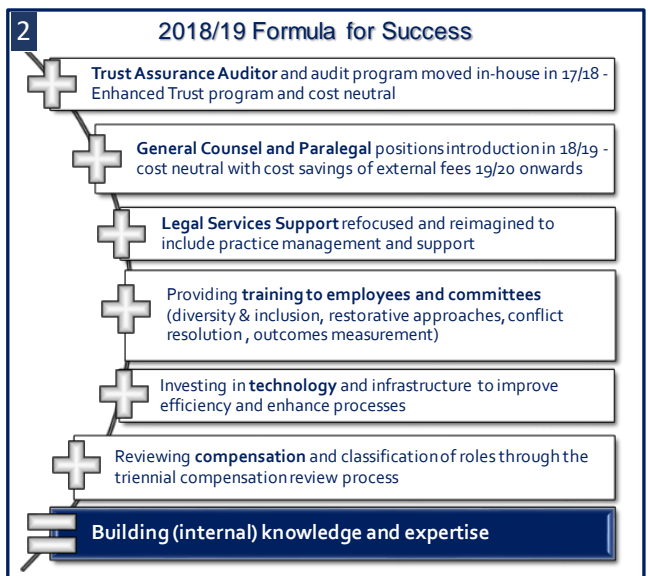 2
2018/19 Formula for Success
Trust Assurance Auditor and audit program moved in-house in 17/18 -
Enhanced Trust program and cost neutral
General Counsel and Paralegal positions introduction in 18/19 -
cost neutral with cost savings of external fees 19/20 onwards
Legal Services Support refocused and reimagined to
include practice management and support
Providing training to employees and committees
(diversity & inclusion, restorative approaches, conflict
resolution , outcomes measurement)
Investing in technology and infrastructure to improve
efficiency and enhance processes
Reviewing compensation and classification of roles through the
triennial compensation review process
Building (internal) knowledge and expertise